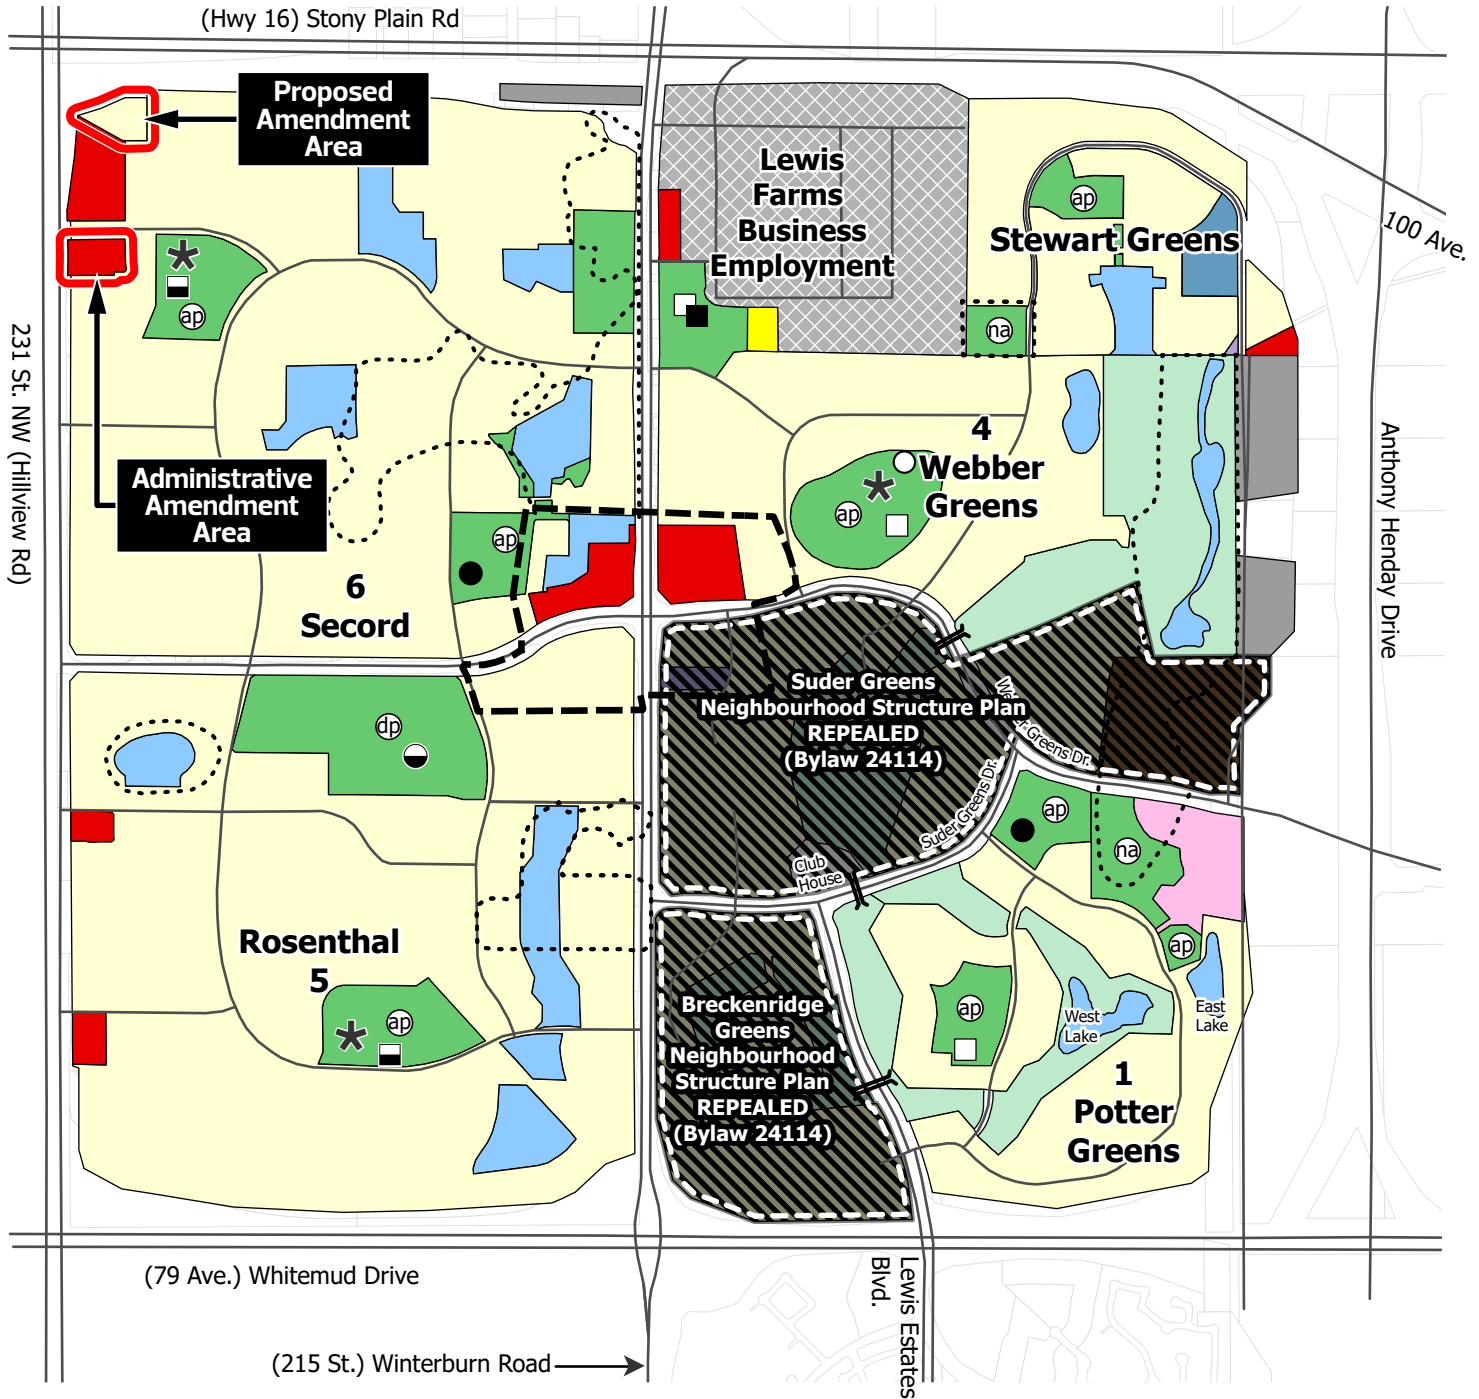 (Hwy 16) Stony Plain Rd
Proposed
Amendment
Area
Lewis
Farms
Business
Employment
ap
Stewart Greens
100 Ave.
ap
na
231 St. NW (Hillview Rd)
Administrative
Amendment
Area
4
Webber
Greens
ap
ap
Anthony Henday Drive
6
Secord
Suder Greens
Neighbourhood Structure Plan
REPEALED
(Bylaw 24114)
Webber Greens Dr.
dp
Suder Greens Dr.
ap
na
Club
House
Rosenthal
5
ap
ap
ap
West
Lake
East
Lake
Breckenridge
Greens
Neighbourhood
Structure Plan
REPEALED
(Bylaw 24114)
1
Potter
Greens
(79 Ave.) Whitemud Drive
Lewis Estates
Blvd.
(215 St.) Winterburn Road